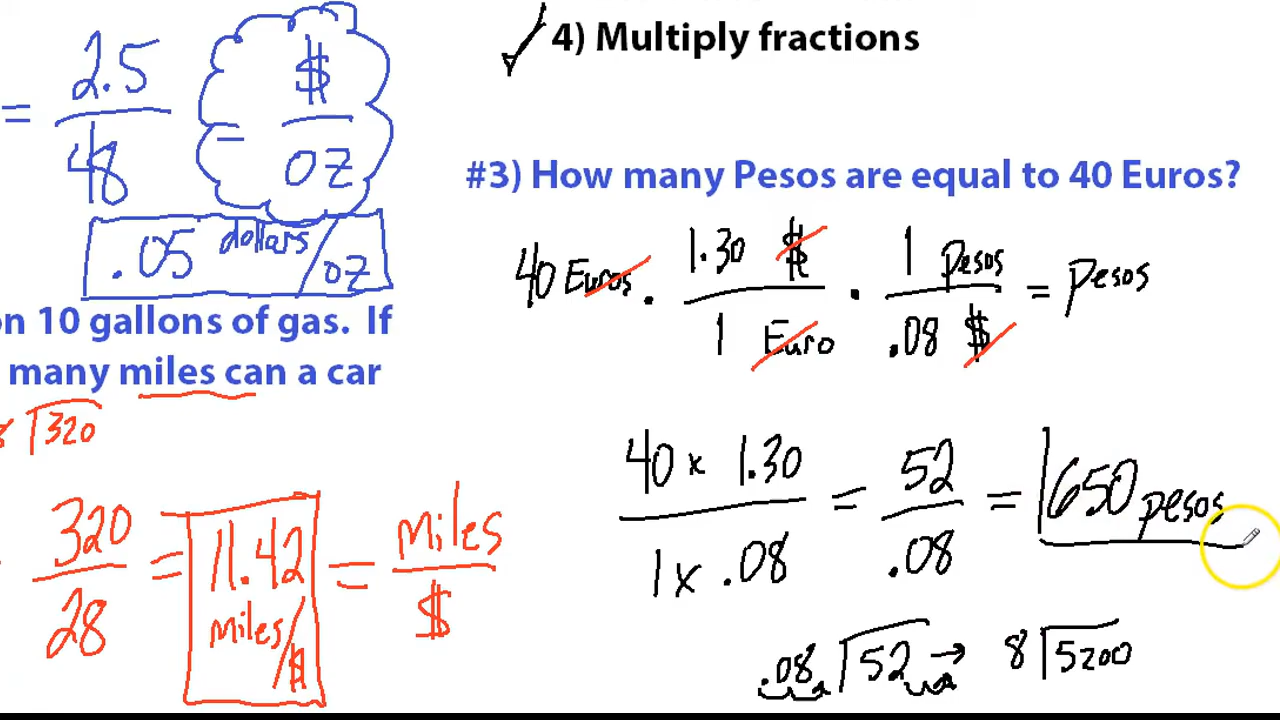 = 2.5 / 48 = $ / oz
.05 dollars/oz
on 10 gallons of gas. If
many miles can a car
8 ⟌320
320 / 28 = 11.42 miles/$ = miles / $
4) Multiply fractions
#3) How many Pesos are equal to 40 Euros?
40 Euros · 1.30 $ / 1 Euro · 1 Pesos / .08 $ = pesos
40 x 1.30 / 1 x .08 = 52 / .08 = 650 pesos
.08 ⟌52 → 8 ⟌5200